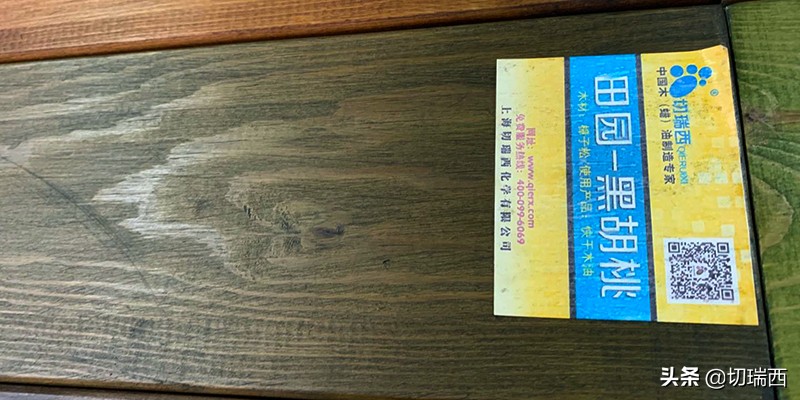 切瑞西
QIERUIXI
®
中国木（蜡）油制造专家
田园-黑胡桃
木材：樟子松/使用产品：快干木油
网址：www.qierx.com
免费服务热线：400-099-6069
上海切瑞西化学有限公司
头条 @切瑞西